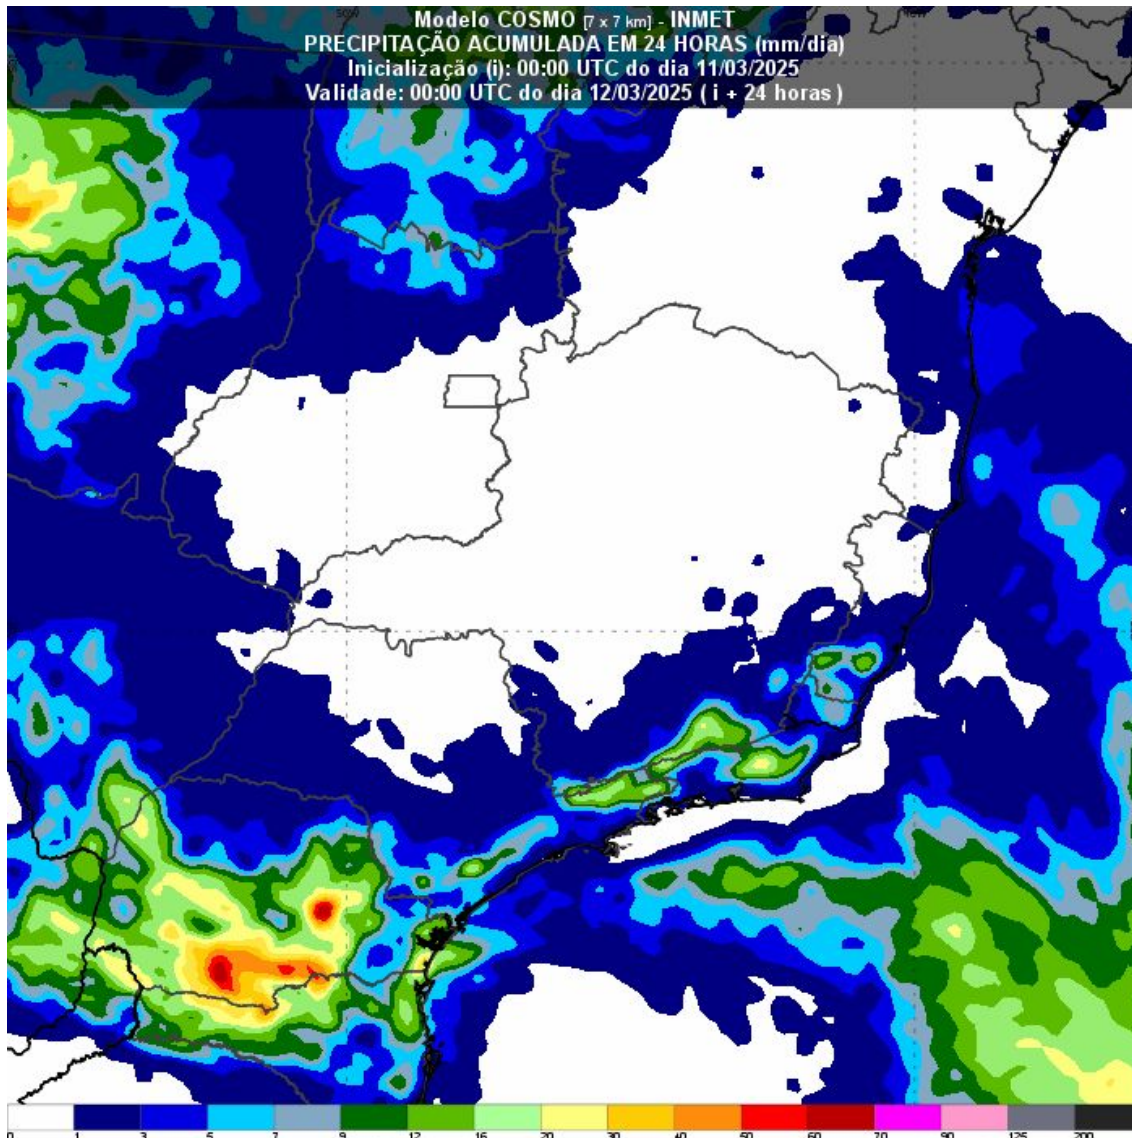 Modelo COSMO [7 x 7 km] - INMET
PRECIPITAÇÃO ACUMULADA EM 24 HORAS (mm/dia)
Inicialização (i): 00:00 UTC do dia 11/03/2025
Validade: 00:00 UTC do dia 12/03/2025 ( i + 24 horas )
0 1 3 5 7 9 12 16 20 30 40 50 60 70 90 125 200